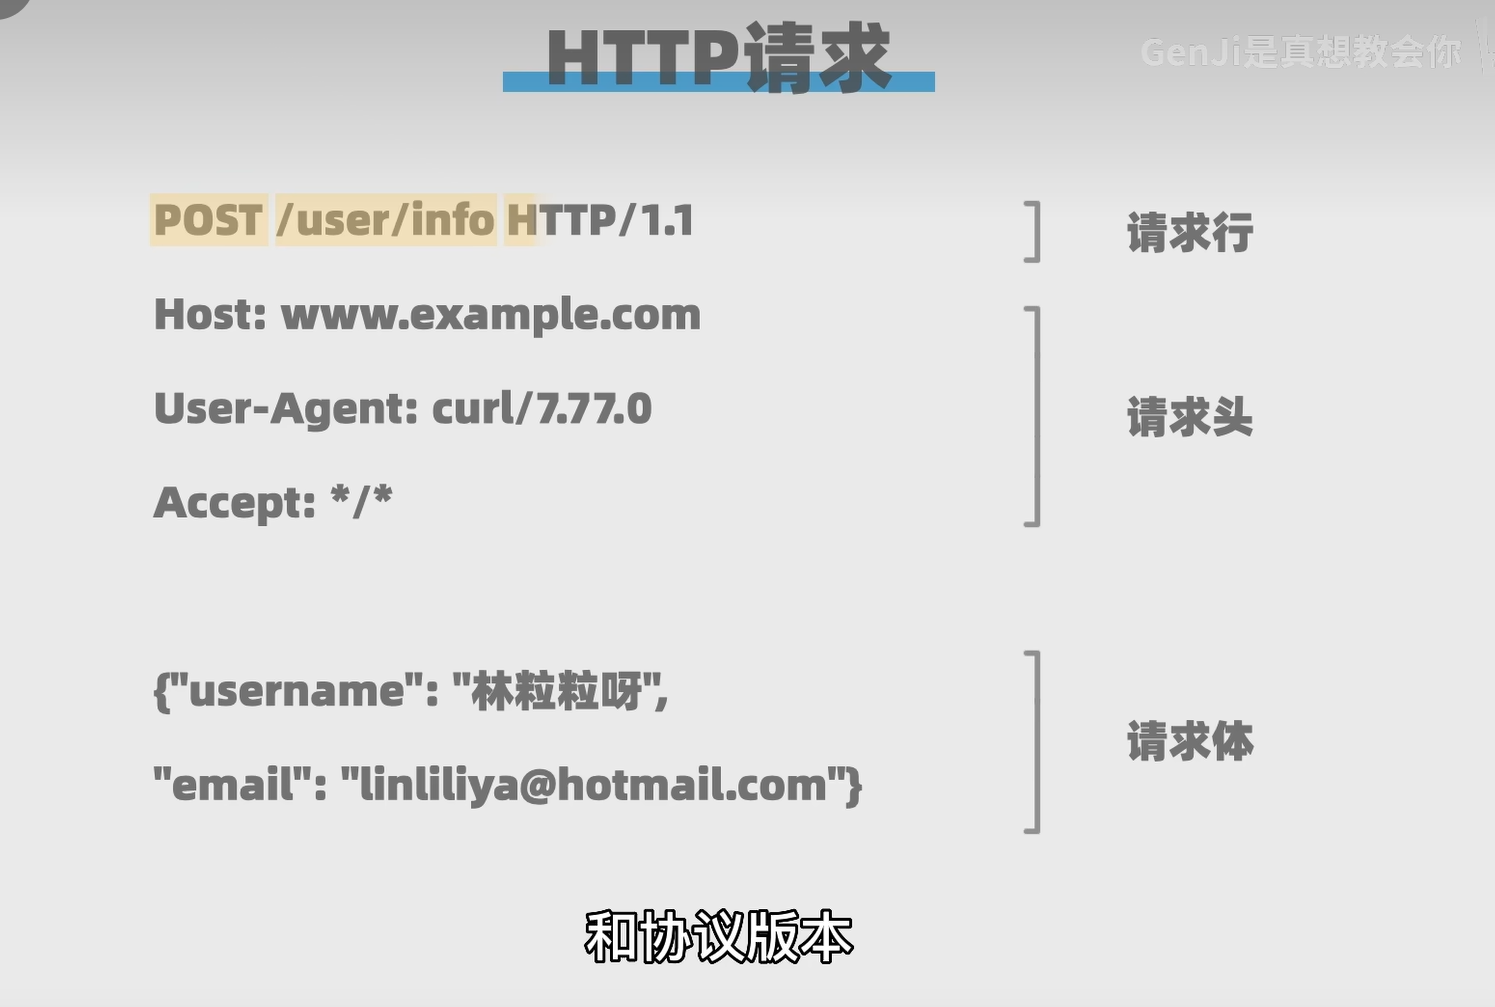 HTTP请求
GenJi是真想教会你
POST /user/info HTTP/1.1
请求行
Host: www.example.com
User-Agent: curl/7.77.0
请求头
Accept: */*
{"username": "林粒粒呀",
请求体
"email": "linliliya@hotmail.com"}
和协议版本